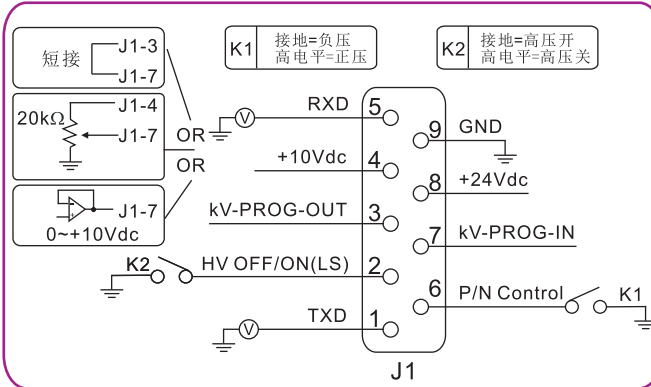 短接
J1-3
J1-7
20kΩ
J1-4
J1-7
J1-7
0~+10Vdc
OR
OR
K1
接地=负压
高电平=正压
K2
接地=高压开
高电平=高压关
V
RXD
5
+10Vdc
4
kV-PROG-OUT
3
K2
HV OFF/ON(LS)
2
V
TXD
1
9
GND
8
+24Vdc
7
kV-PROG-IN
6
P/N Control
K1
J1